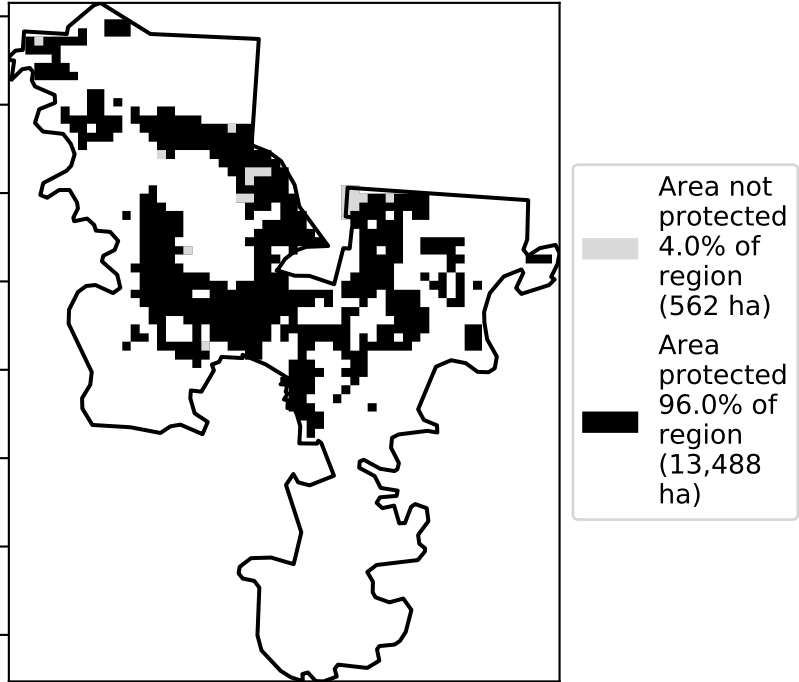 Area not
protected
4.0% of
region
(562 ha)
Area
protected
96.0% of
region
(13,488
ha)